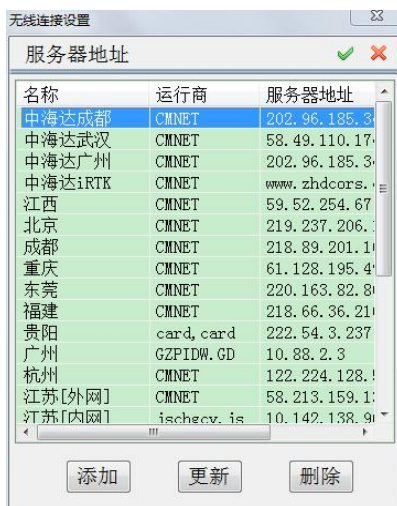 无线连接设置
服务器地址
名称 运行商 服务器地址
中海达成都 CMNET 202.96.185.3
中海达武汉 CMNET 58.49.110.17
中海达广州 CMNET 202.96.185.3
中海达iRTK CMNET www.zhdcors.
江西 CMNET 59.52.254.67
北京 CMNET 219.237.206.
成都 CMNET 218.89.201.1
重庆 CMNET 61.128.195.4
东莞 CMNET 220.163.82.8
福建 CMNET 218.66.36.21
贵阳 card,card 222.54.3.237
广州 GZPIDW.GD 10.88.2.3
杭州 CMNET 122.224.128.
江苏[外网] CMNET 58.213.159.1
江苏[内网] jschgcv.js 10.142.138.9
添加 更新 删除